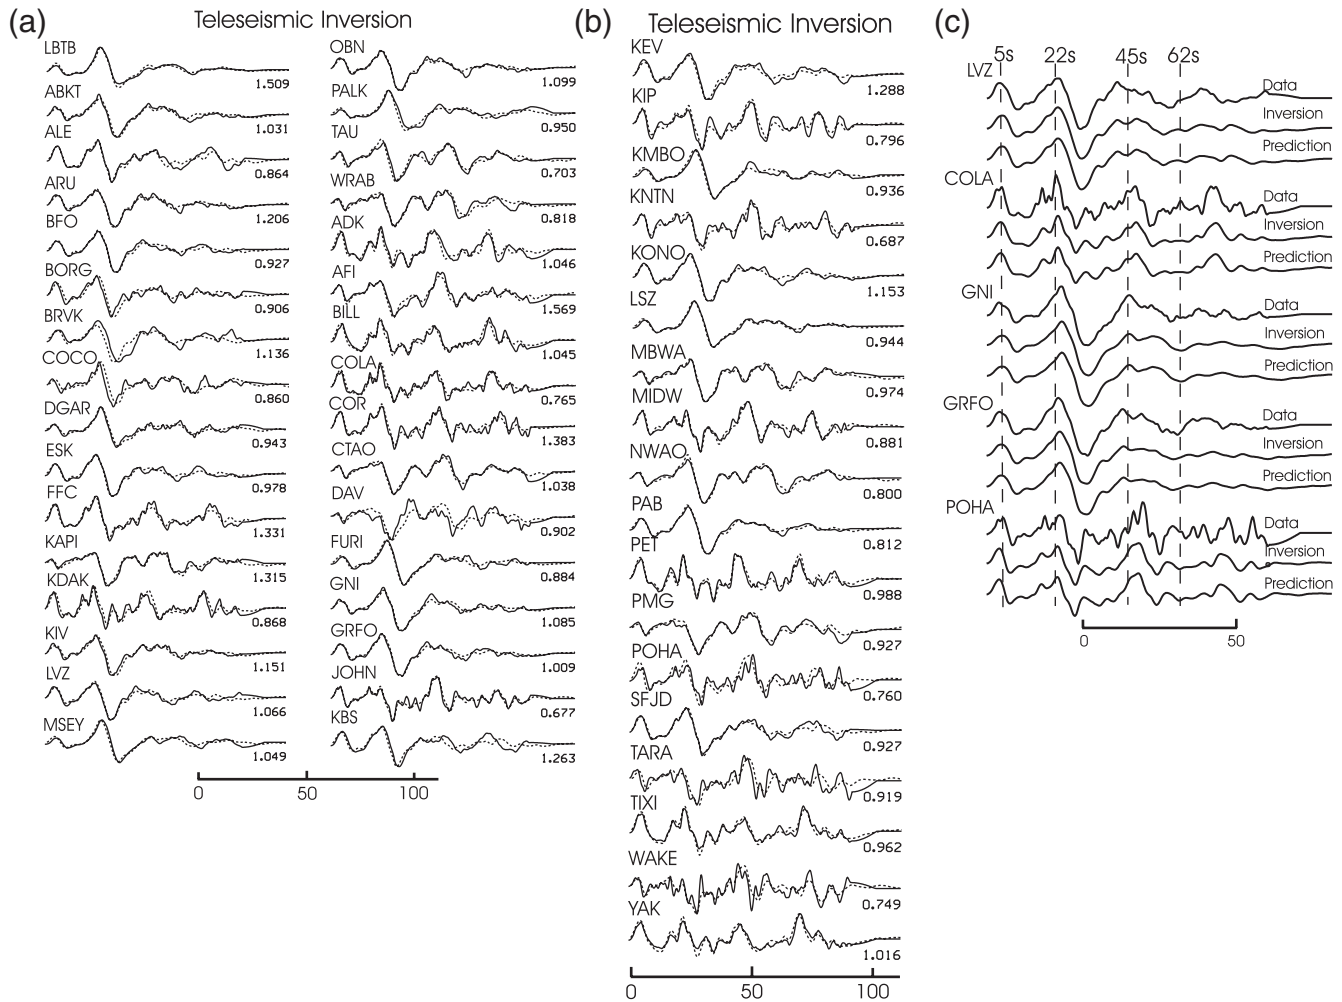 (a)
Teleseismic Inversion
LBTB
1.509
ABKT
1.031
ALE
0.864
ARU
1.206
BFO
0.927
BORG
0.906
BRVK
1.136
COCO
0.860
DGAR
0.943
ESK
0.978
FFC
1.331
KAPI
1.315
KDAK
0.868
KIV
1.151
LVZ
1.066
MSEY
1.049
OBN
1.099
PALK
0.950
TAU
0.703
WRAB
0.818
ADK
1.046
AFI
1.569
BILL
1.045
COLA
0.765
COR
1.383
CTAO
1.038
DAV
0.902
FURI
0.884
GNI
1.085
GRFO
1.009
JOHN
0.677
KBS
1.263
0 50 100
(b)
Teleseismic Inversion
KEV
1.288
KIP
0.796
KMBO
0.936
KNTN
0.687
KONO
1.153
LSZ
0.944
MBWA
0.974
MIDW
0.881
NWAO
0.800
PAB
0.812
PET
0.988
PMG
0.927
POHA
0.760
SFJD
0.927
TARA
0.919
TIXI
0.962
WAKE
0.749
YAK
1.016
0 50 100
(c)
5s 22s 45s 62s
LVZ
Data
Inversion
Prediction
COLA
Data
Inversion
Prediction
GNI
Data
Inversion
Prediction
GRFO
Data
Inversion
Prediction
POHA
Data
Inversion
Prediction
0 50